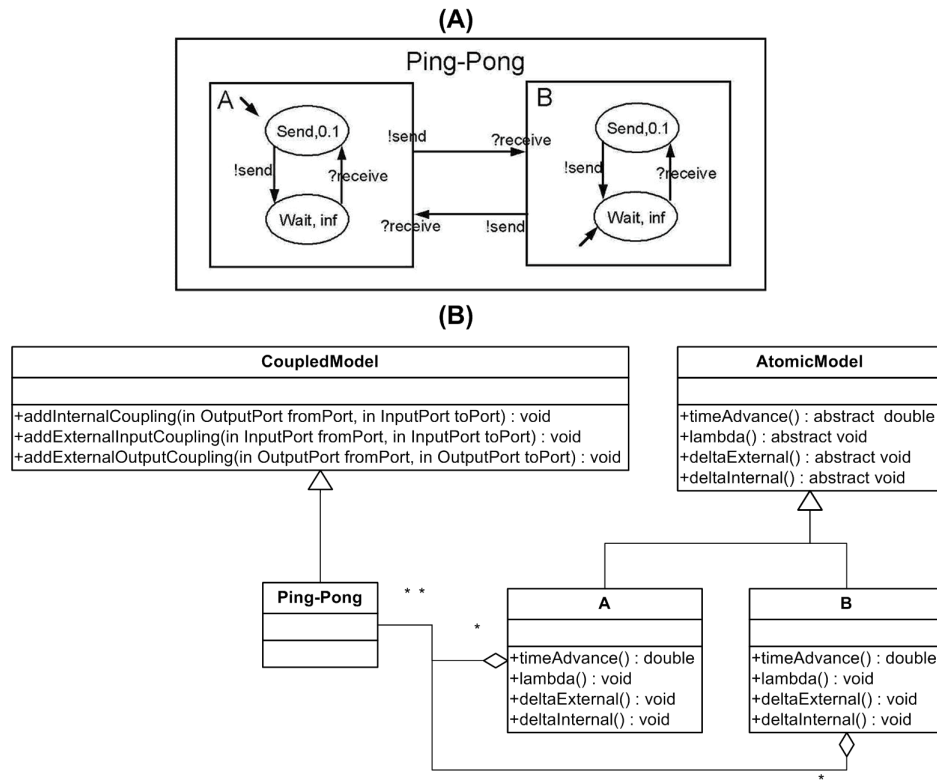 (A)
Ping-Pong
A
Send,0.1
!send
?receive
Wait, inf
!send
?receive
?receive
!send
B
Send,0.1
!send
?receive
Wait, inf
(B)
CoupledModel
+addInternalCoupling(in OutputPort fromPort, in InputPort toPort) : void
+addExternalInputCoupling(in InputPort fromPort, in InputPort toPort) : void
+addExternalOutputCoupling(in OutputPort fromPort, in OutputPort toPort) : void
AtomicModel
+timeAdvance() : abstract double
+lambda() : abstract void
+deltaExternal() : abstract void
+deltaInternal() : abstract void
Ping-Pong
* *
*
A
+timeAdvance() : double
+lambda() : void
+deltaExternal() : void
+deltaInternal() : void
B
+timeAdvance() : double
+lambda() : void
+deltaExternal() : void
+deltaInternal() : void
*